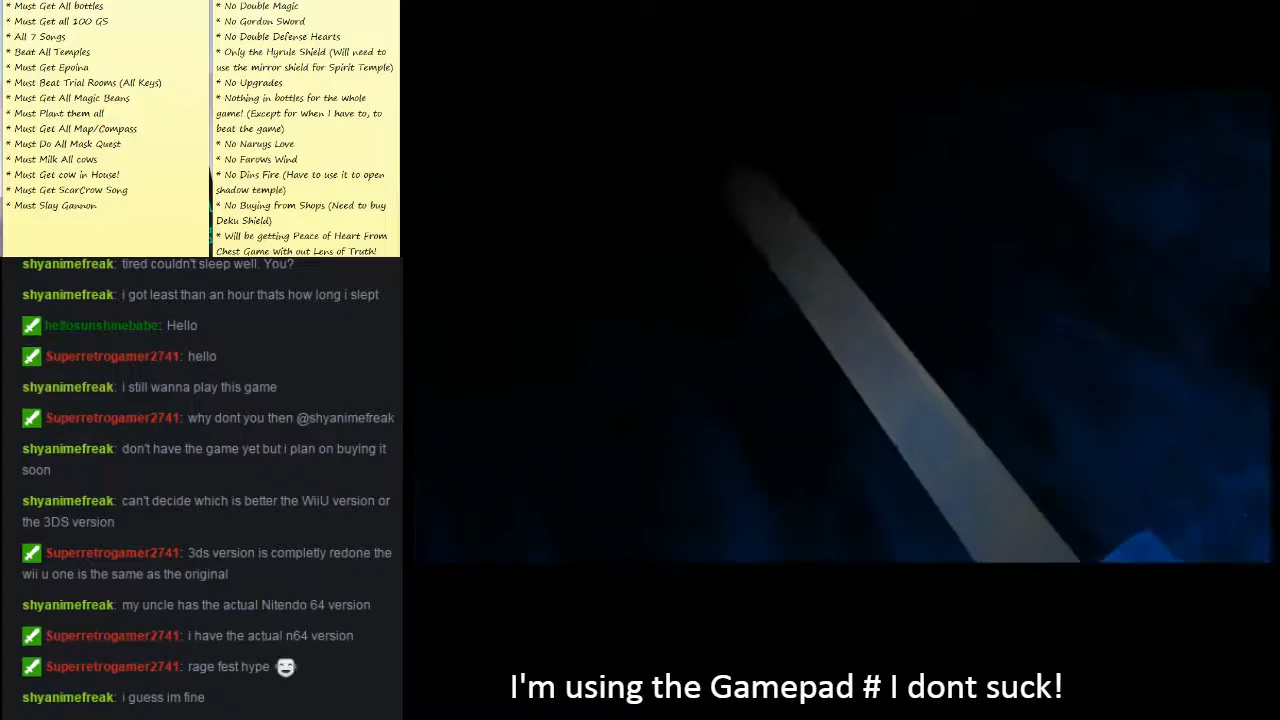 * Must Get All bottles
* Must Get all 100 GS
* All 7 Songs
* Beat All Temples
* Must Get Epoina
* Must Beat Trial Rooms (All Keys)
* Must Get All Magic Beans
* Must Plant them all
* Must Get All Map/Compass
* Must Do All Mask Quest
* Must Milk All cows
* Must Get cow in House!
* Must Get ScarCrow Song
* Must Slay Gannon
* No Double Magic
* No Gordon Sword
* No Double Defense Hearts
* Only the Hyrule Shield (Will need to
use the mirror shield for Spirit Temple)
* No Upgrades
* Nothing in bottles for the whole
game! (Except for when I have to, to
beat the game)
* No Naruys Love
* No Farows Wind
* No Dins Fire (Have to use it to open
shadow temple)
* No Buying from Shops (Need to buy
Deku Shield)
* Will be getting Peace of Heart From
Chest Game With out Lens of Truth!
shyanimefreak: tired couldn't sleep well. You?
shyanimefreak: i got least than an hour thats how long i slept
hellosunshinebabe: Hello
Superretrogamer2741: hello
shyanimefreak: i still wanna play this game
Superretrogamer2741: why dont you then @shyanimefreak
shyanimefreak: don't have the game yet but i plan on buying it
soon
shyanimefreak: can't decide which is better the WiiU version or
the 3DS version
Superretrogamer2741: 3ds version is completly redone the
wii u one is the same as the original
shyanimefreak: my uncle has the actual Nitendo 64 version
Superretrogamer2741: i have the actual n64 version
Superretrogamer2741: rage fest hype
shyanimefreak: i guess im fine
I'm using the Gamepad # I dont suck!